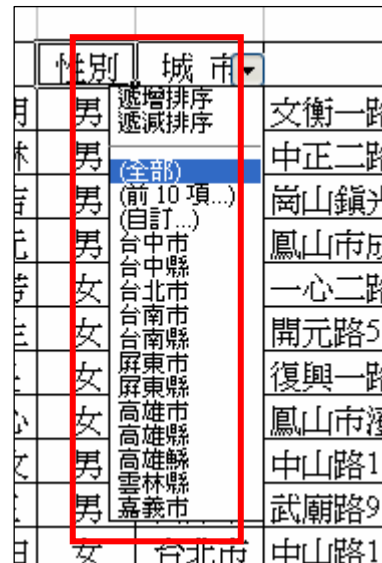 性別 城 市
男 文衡一路
男 中正二路
男 崗山鎮
男 鳳山市
女 一心二路
女 開元路5
女 復興一路
女 鳳山市
男 中山路1
男 武廟路9
女 台北市 中山路1
遞增排序
遞減排序
(全部)
(前 10 項...)
(自訂...)
台中市
台中縣
台北市
台南市
台南縣
屏東市
屏東縣
高雄市
高雄縣
高雄縣
雲林縣
嘉義市